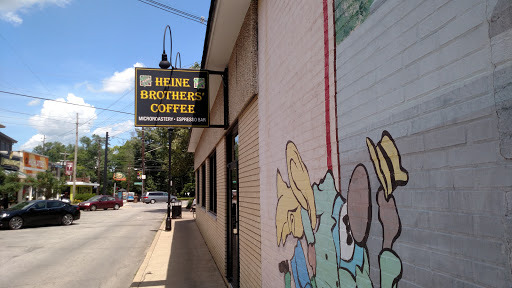 HEINE
BROTHERS'
COFFEE
MICROROASTERY • ESPRESSO BAR